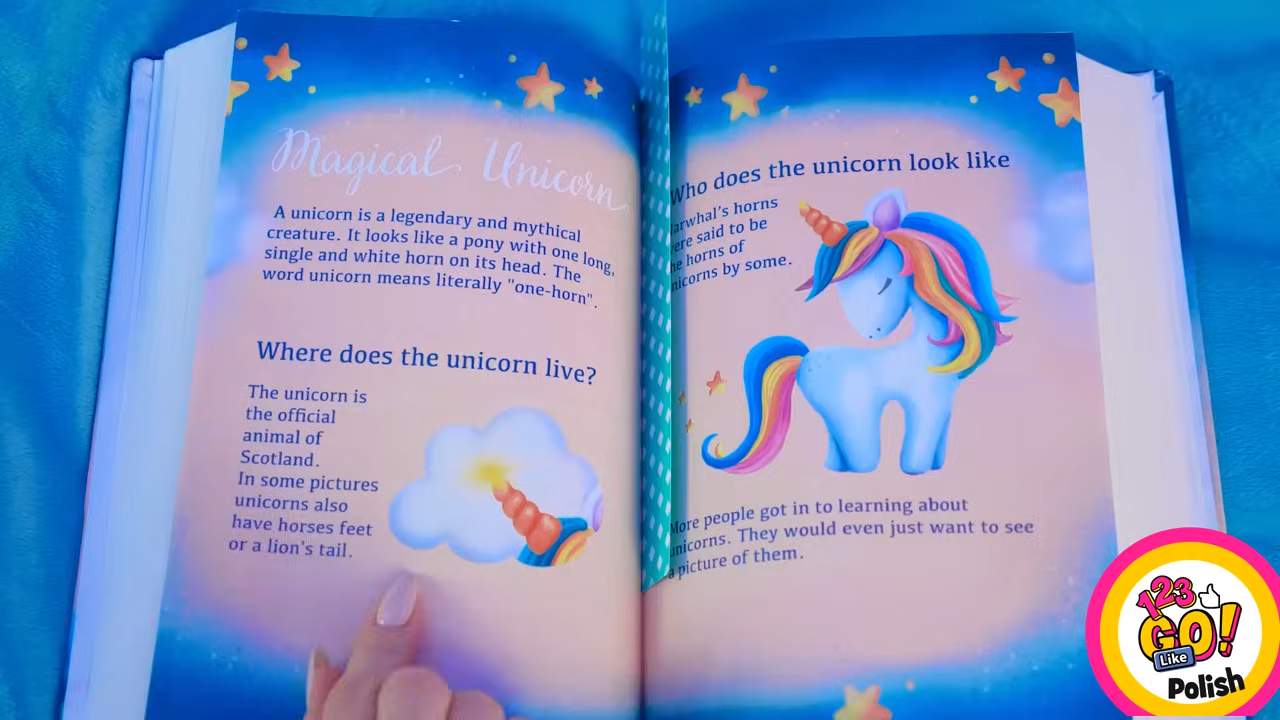 Magical Unicorn
A unicorn is a legendary and mythical
creature. It looks like a pony with one long,
single and white horn on its head. The
word unicorn means literally "one-horn".
Where does the unicorn live?
The unicorn is
the official
animal of
Scotland.
In some pictures
unicorns also
have horses feet
or a lion's tail.
Who does the unicorn look like
arwhal's horns
ere said to be
he horns of
nicorns by some.
More people got in to learning about
unicorns. They would even just want to see
a picture of them.
123
GO!
Like
Polish